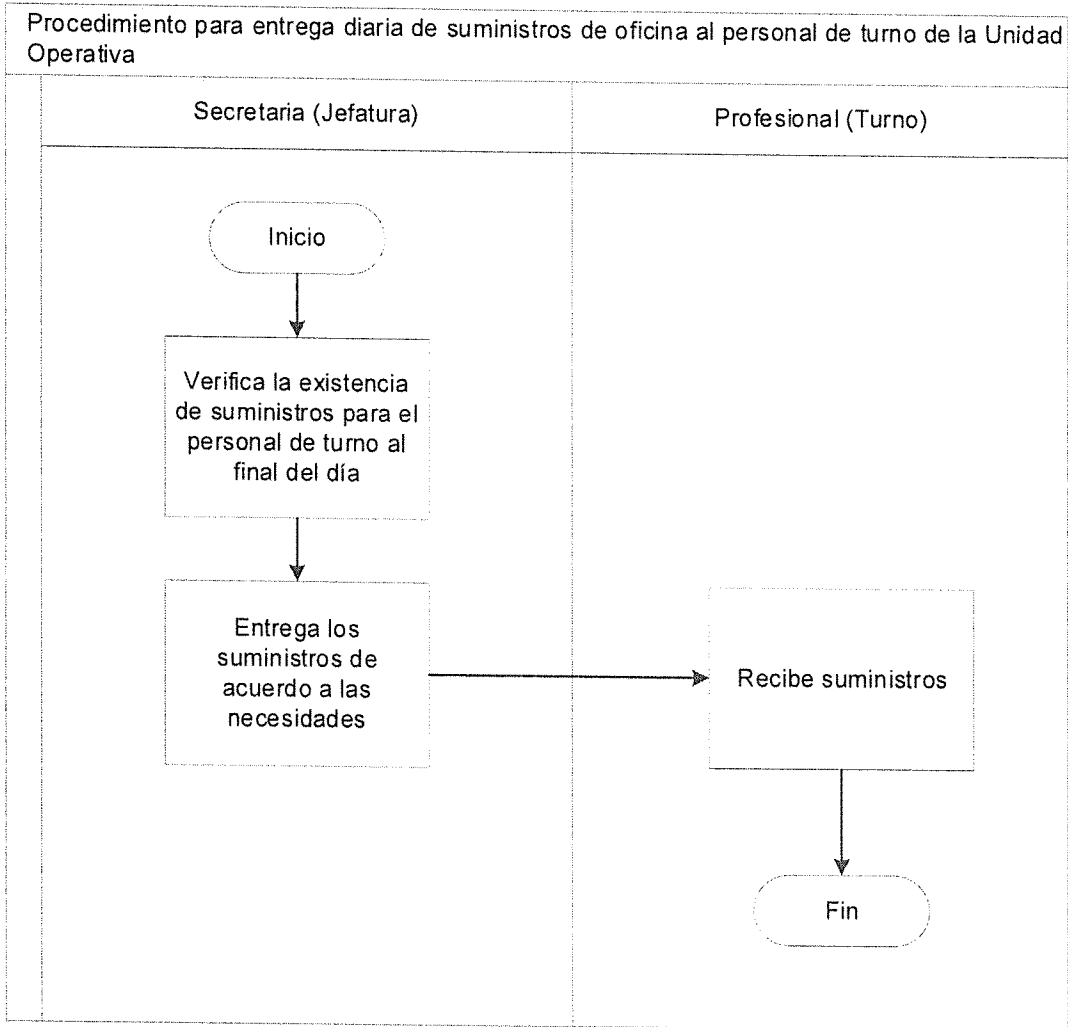 Procedimiento para entrega diaria de suministros de oficina al personal de turno de la Unidad
Operativa
Secretaria (Jefatura)
Profesional (Turno)
Inicio
Verifica la existencia
de suministros para el
personal de turno al
final del día
Entrega los
suministros de
acuerdo a las
necesidades
Recibe suministros
Fin